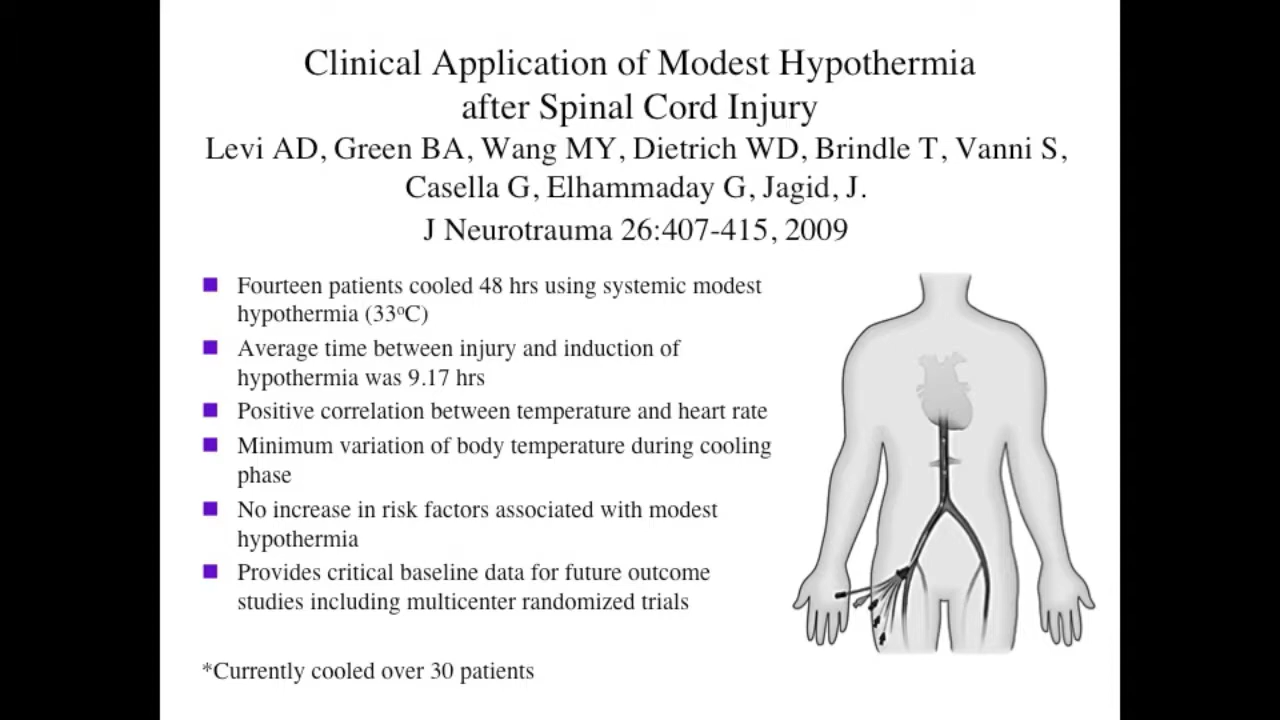 Clinical Application of Modest Hypothermia
after Spinal Cord Injury
Levi AD, Green BA, Wang MY, Dietrich WD, Brindle T, Vanni S,
Casella G, Elhammaday G, Jagid, J.
J Neurotrauma 26:407-415, 2009
Fourteen patients cooled 48 hrs using systemic modest
hypothermia (33ºC)
Average time between injury and induction of
hypothermia was 9.17 hrs
Positive correlation between temperature and heart rate
Minimum variation of body temperature during cooling
phase
No increase in risk factors associated with modest
hypothermia
Provides critical baseline data for future outcome
studies including multicenter randomized trials
*Currently cooled over 30 patients